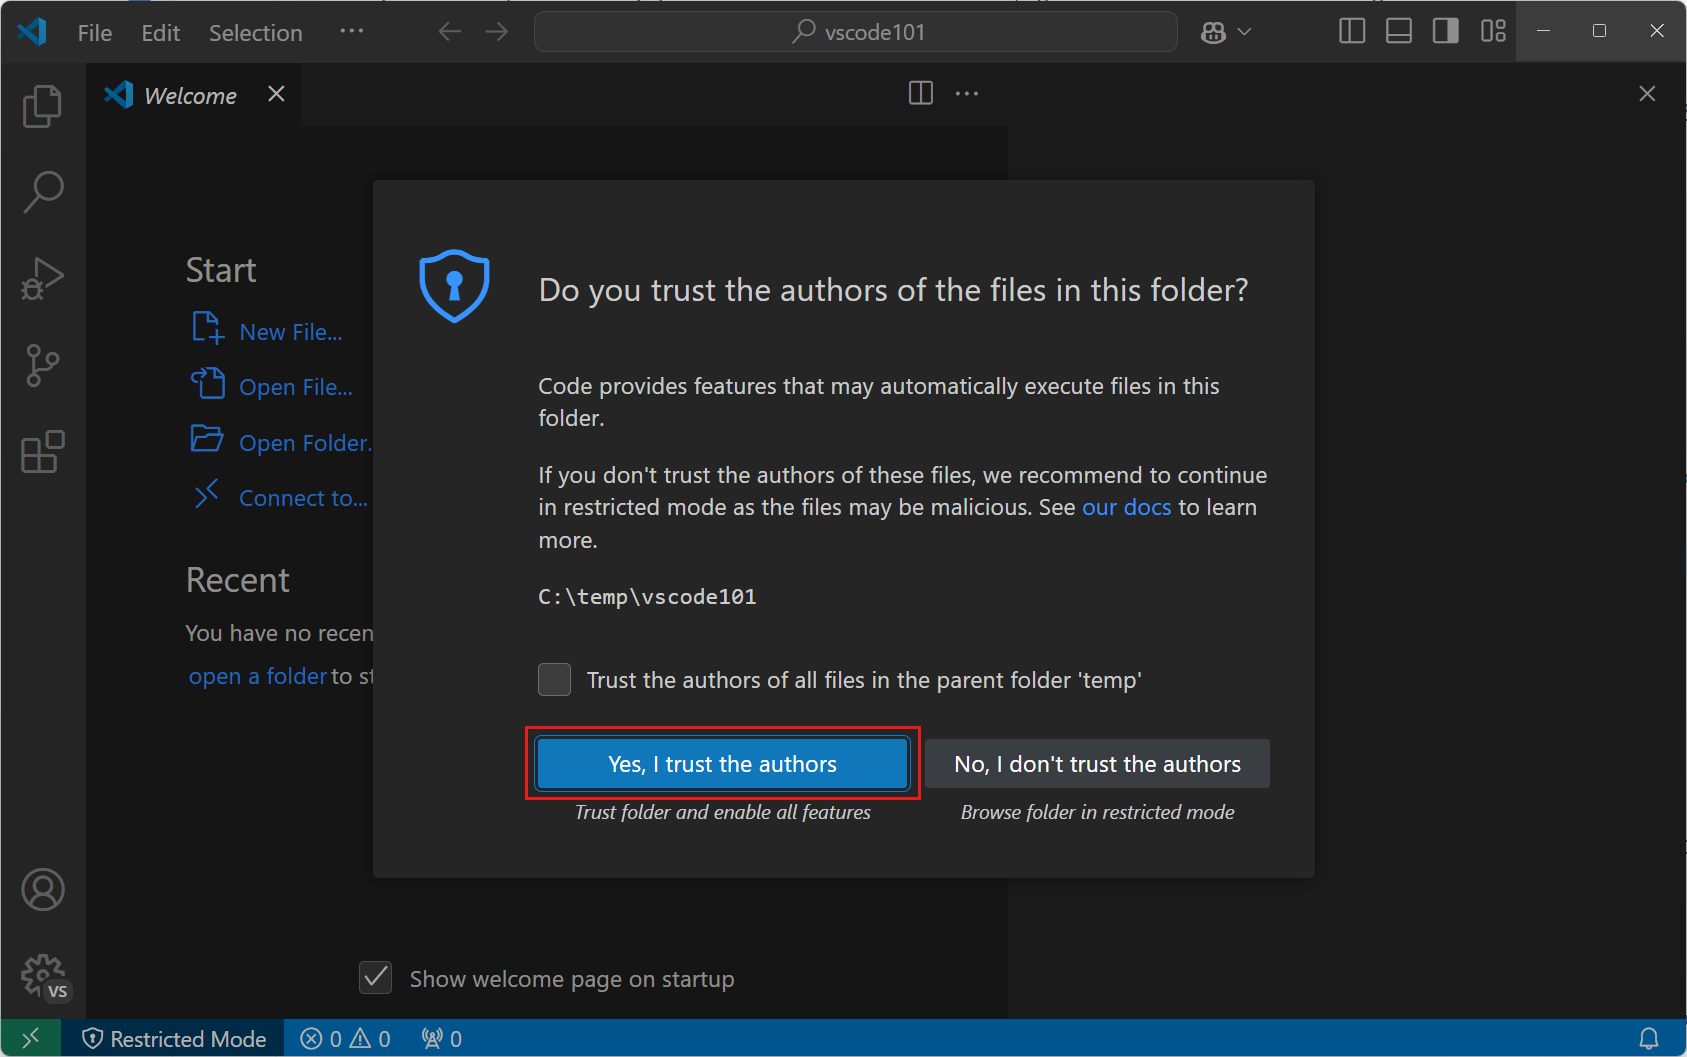 File Edit Selection ··· vscode101
Welcome
Start
New File...
Open File...
Open Folder.
Connect to...
Recent
You have no recen
open a folder to st
Do you trust the authors of the files in this folder?
Code provides features that may automatically execute files in this
folder.
If you don't trust the authors of these files, we recommend to continue
in restricted mode as the files may be malicious. See our docs to learn
more.
C:\temp\vscode101
Trust the authors of all files in the parent folder 'temp'
Yes, I trust the authors
No, I don't trust the authors
Trust folder and enable all features
Browse folder in restricted mode
Show welcome page on startup
VS
Restricted Mode 0 0 0